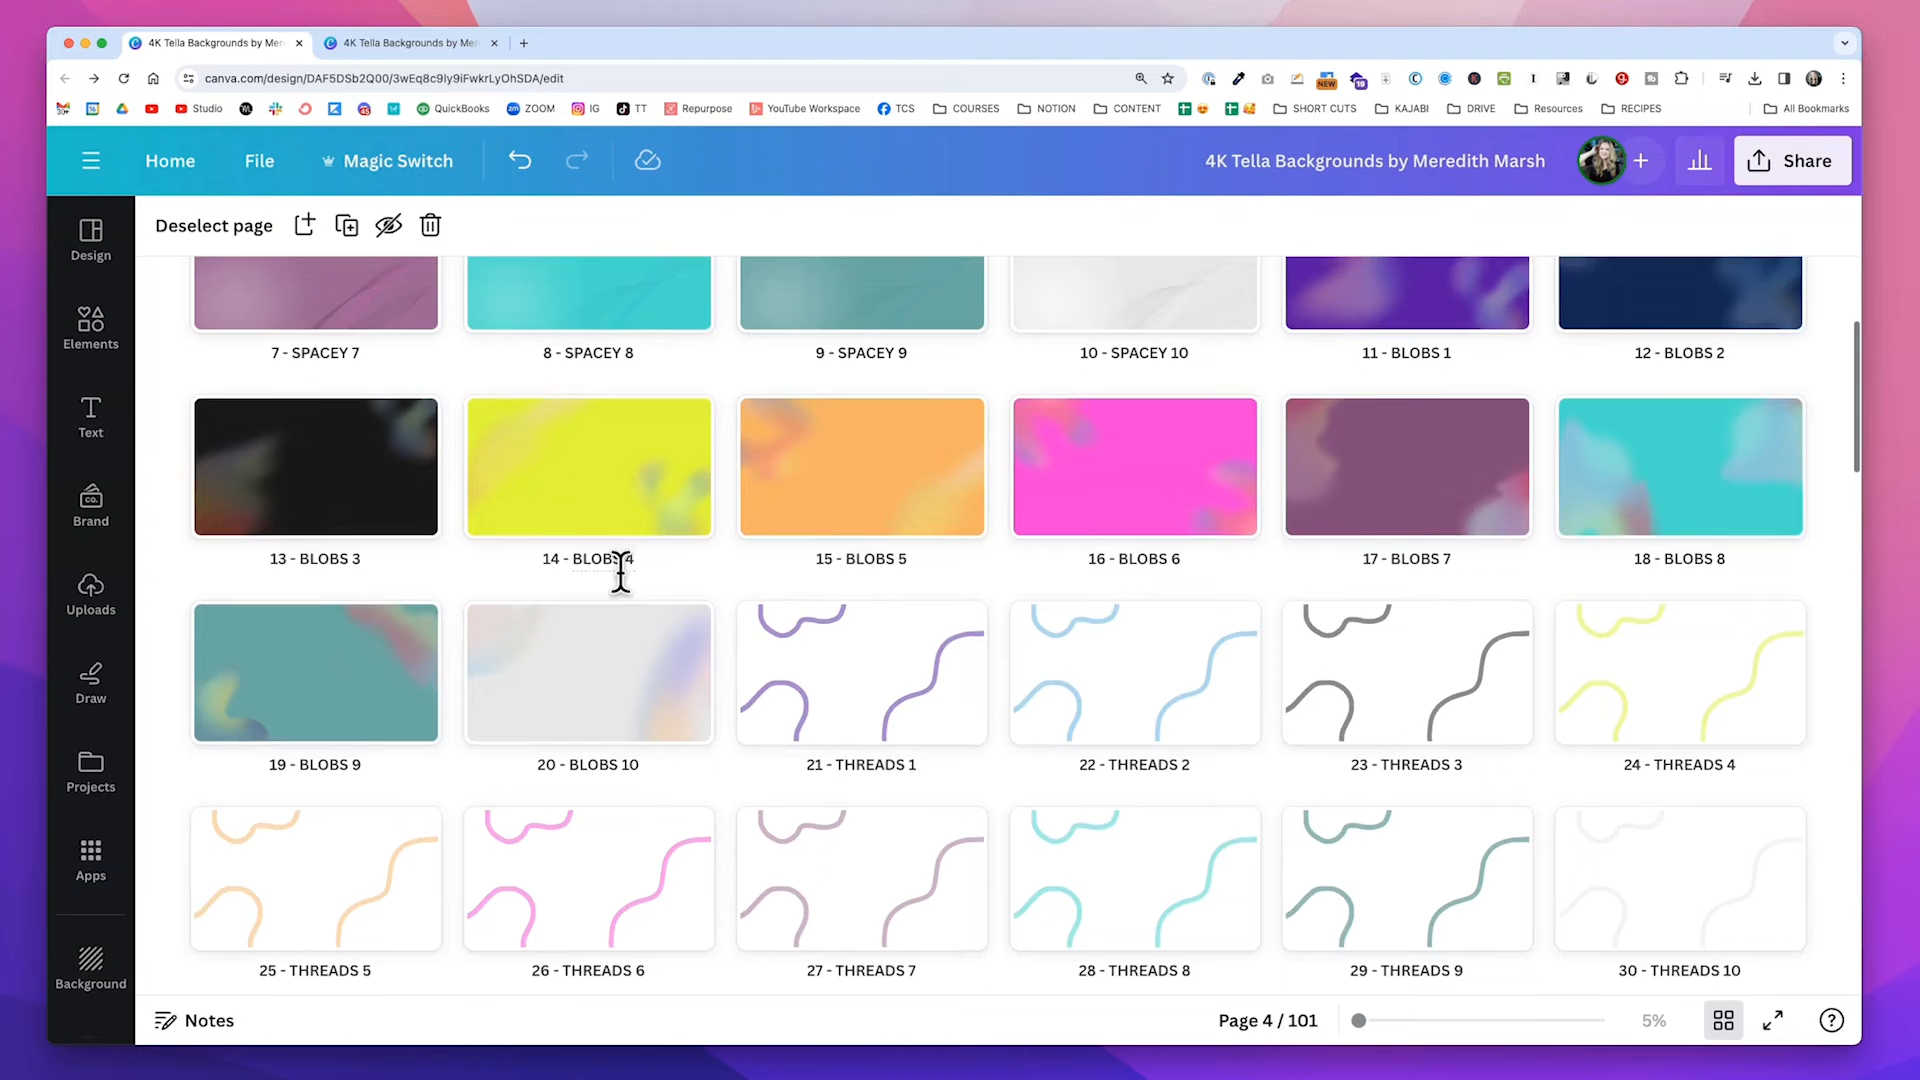 4K Tella Backgrounds by Mer
4K Tella Backgrounds by Mer
canva.com/design/DAF5DSb2Q00/3wEq8c9Iy9iFwkrLyOhSDA/edit
NEW
19
Studio
QuickBooks
ZOOM
IG
TT
Repurpose
YouTube Workspace
TCS
COURSES
NOTION
CONTENT
SHORT CUTS
KAJABI
DRIVE
Resources
RECIPES
All Bookmarks
Home
File
Magic Switch
4K Tella Backgrounds by Meredith Marsh
Share
Deselect page
Design
Elements
Text
Brand
Uploads
Draw
Projects
Apps
Background
7 - SPACEY 7
8 - SPACEY 8
9 - SPACEY 9
10 - SPACEY 10
11 - BLOBS 1
12 - BLOBS 2
13 - BLOBS 3
14 - BLOBS 4
15 - BLOBS 5
16 - BLOBS 6
17 - BLOBS 7
18 - BLOBS 8
19 - BLOBS 9
20 - BLOBS 10
21 - THREADS 1
22 - THREADS 2
23 - THREADS 3
24 - THREADS 4
25 - THREADS 5
26 - THREADS 6
27 - THREADS 7
28 - THREADS 8
29 - THREADS 9
30 - THREADS 10
Notes
Page 4 / 101
5%